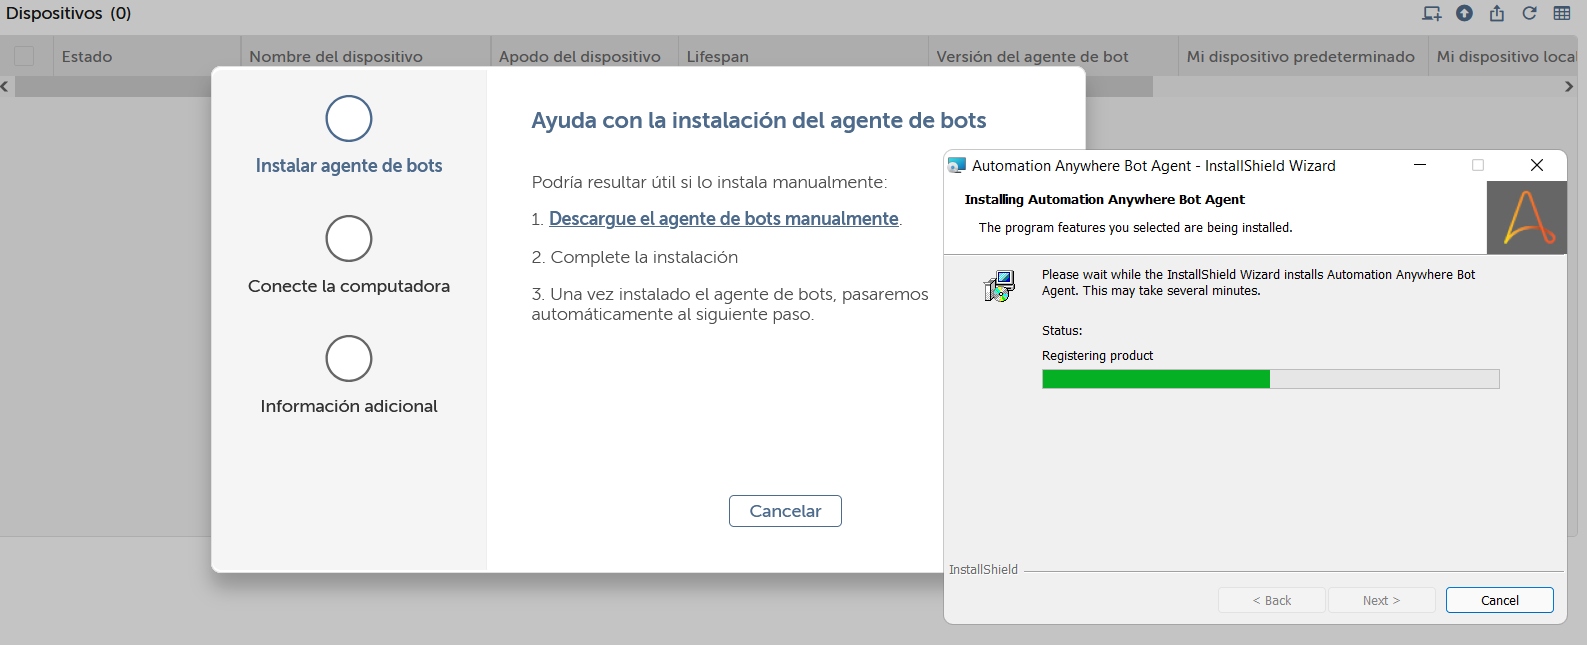 Dispositivos (0)
Estado
Nombre del dispositivo
Apodo del dispositivo
Lifespan
Versión del agente de bot
Mi dispositivo predeterminado
Mi dispositivo local
Instalar agente de bots
Conecte la computadora
Información adicional
Ayuda con la instalación del agente de bots
Podría resultar útil si lo instala manualmente:
1. Descargue el agente de bots manualmente.
2. Complete la instalación
3. Una vez instalado el agente de bots, pasaremos
automáticamente al siguiente paso.
Cancelar
Automation Anywhere Bot Agent - InstallShield Wizard
Installing Automation Anywhere Bot Agent
The program features you selected are being installed.
Please wait while the InstallShield Wizard installs Automation Anywhere Bot
Agent. This may take several minutes.
Status:
Registering product
InstallShield
< Back
Next >
Cancel